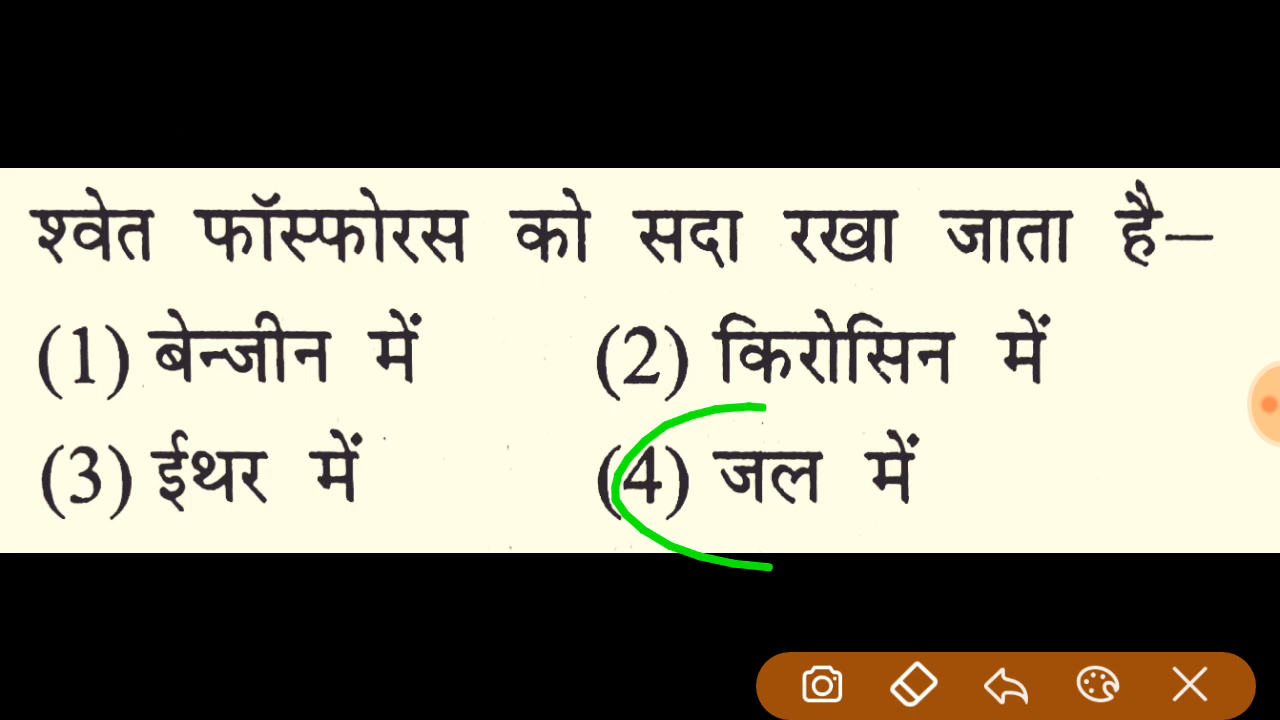 श्वेत फॉस्फोरस को सदा रखा जाता है–
(1) बेन्जीन में (2) किरोसिन में
(3) ईथर में (4) जल में